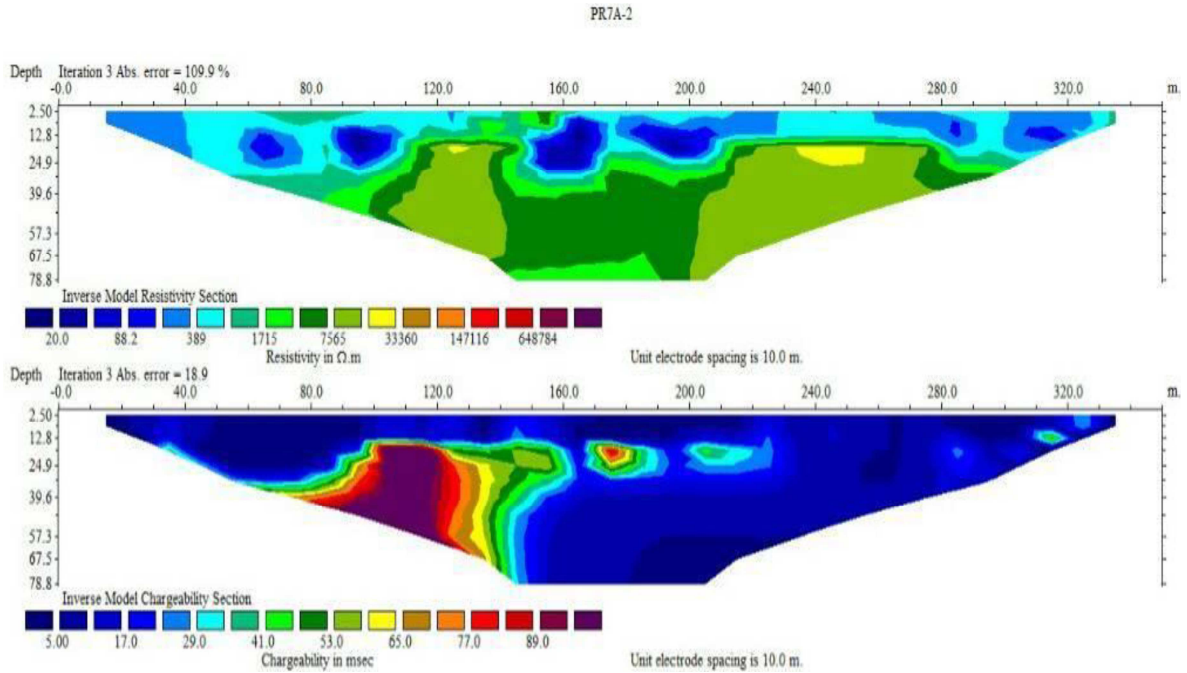 PR7A-2
Depth Iteration 3 Abs. error = 109.9 %
-0.0 40.0 80.0 120.0 160.0 200.0 240.0 280.0 320.0 m.
2.50
12.8
24.9
39.6
57.3
67.5
78.8
Inverse Model Resistivity Section
20.0 88.2 389 1715 7565 33360 147116 648784
Resistivity in Ω.m Unit electrode spacing is 10.0 m.
Depth Iteration 3 Abs. error = 18.9
-0.0 40.0 80.0 120.0 160.0 200.0 240.0 280.0 320.0 m.
2.50
12.8
24.9
39.6
57.3
67.5
78.8
Inverse Model Chargeability Section
5.00 17.0 29.0 41.0 53.0 65.0 77.0 89.0
Chargeability in msec Unit electrode spacing is 10.0 m.